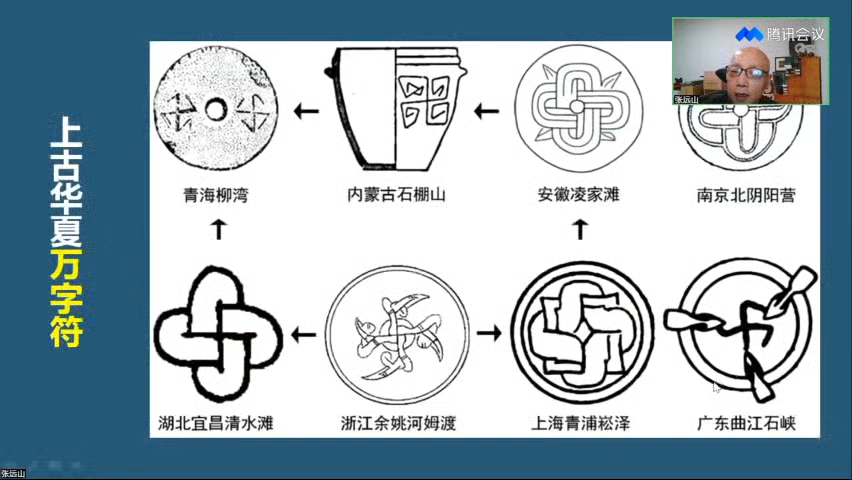 腾讯会议
张远山
上古华夏万字符
青海柳湾
内蒙古石棚山
安徽凌家滩
南京北阴阳营
湖北宜昌清水滩
浙江余姚河姆渡
上海青浦崧泽
广东曲江石峡
张远山